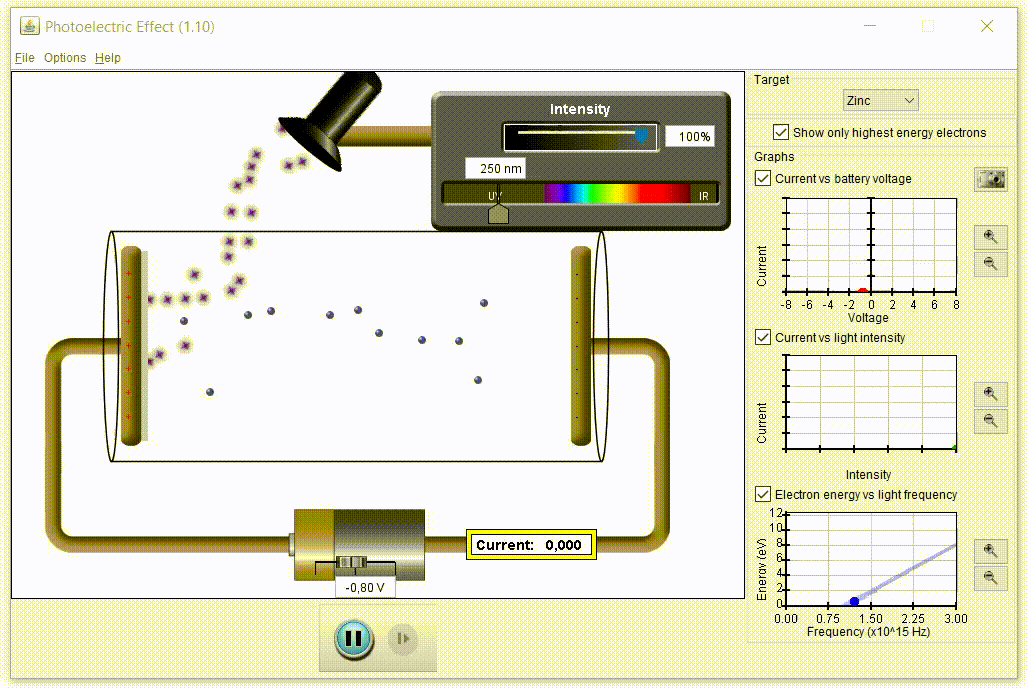 Photoelectric Effect (1.10)
File Options Help
Intensity
100%
250 nm
UV
IR
Current: 0,000
-0,80 V
Target
Zinc
Show only highest energy electrons
Graphs
Current vs battery voltage
Current
-8 -6 -4 -2 0 2 4 6 8
Voltage
Current vs light intensity
Current
Intensity
Electron energy vs light frequency
Energy (eV)
12
10
8
6
4
2
0
0.00 0.75 1.50 2.25 3.00
Frequency (x10^15 Hz)